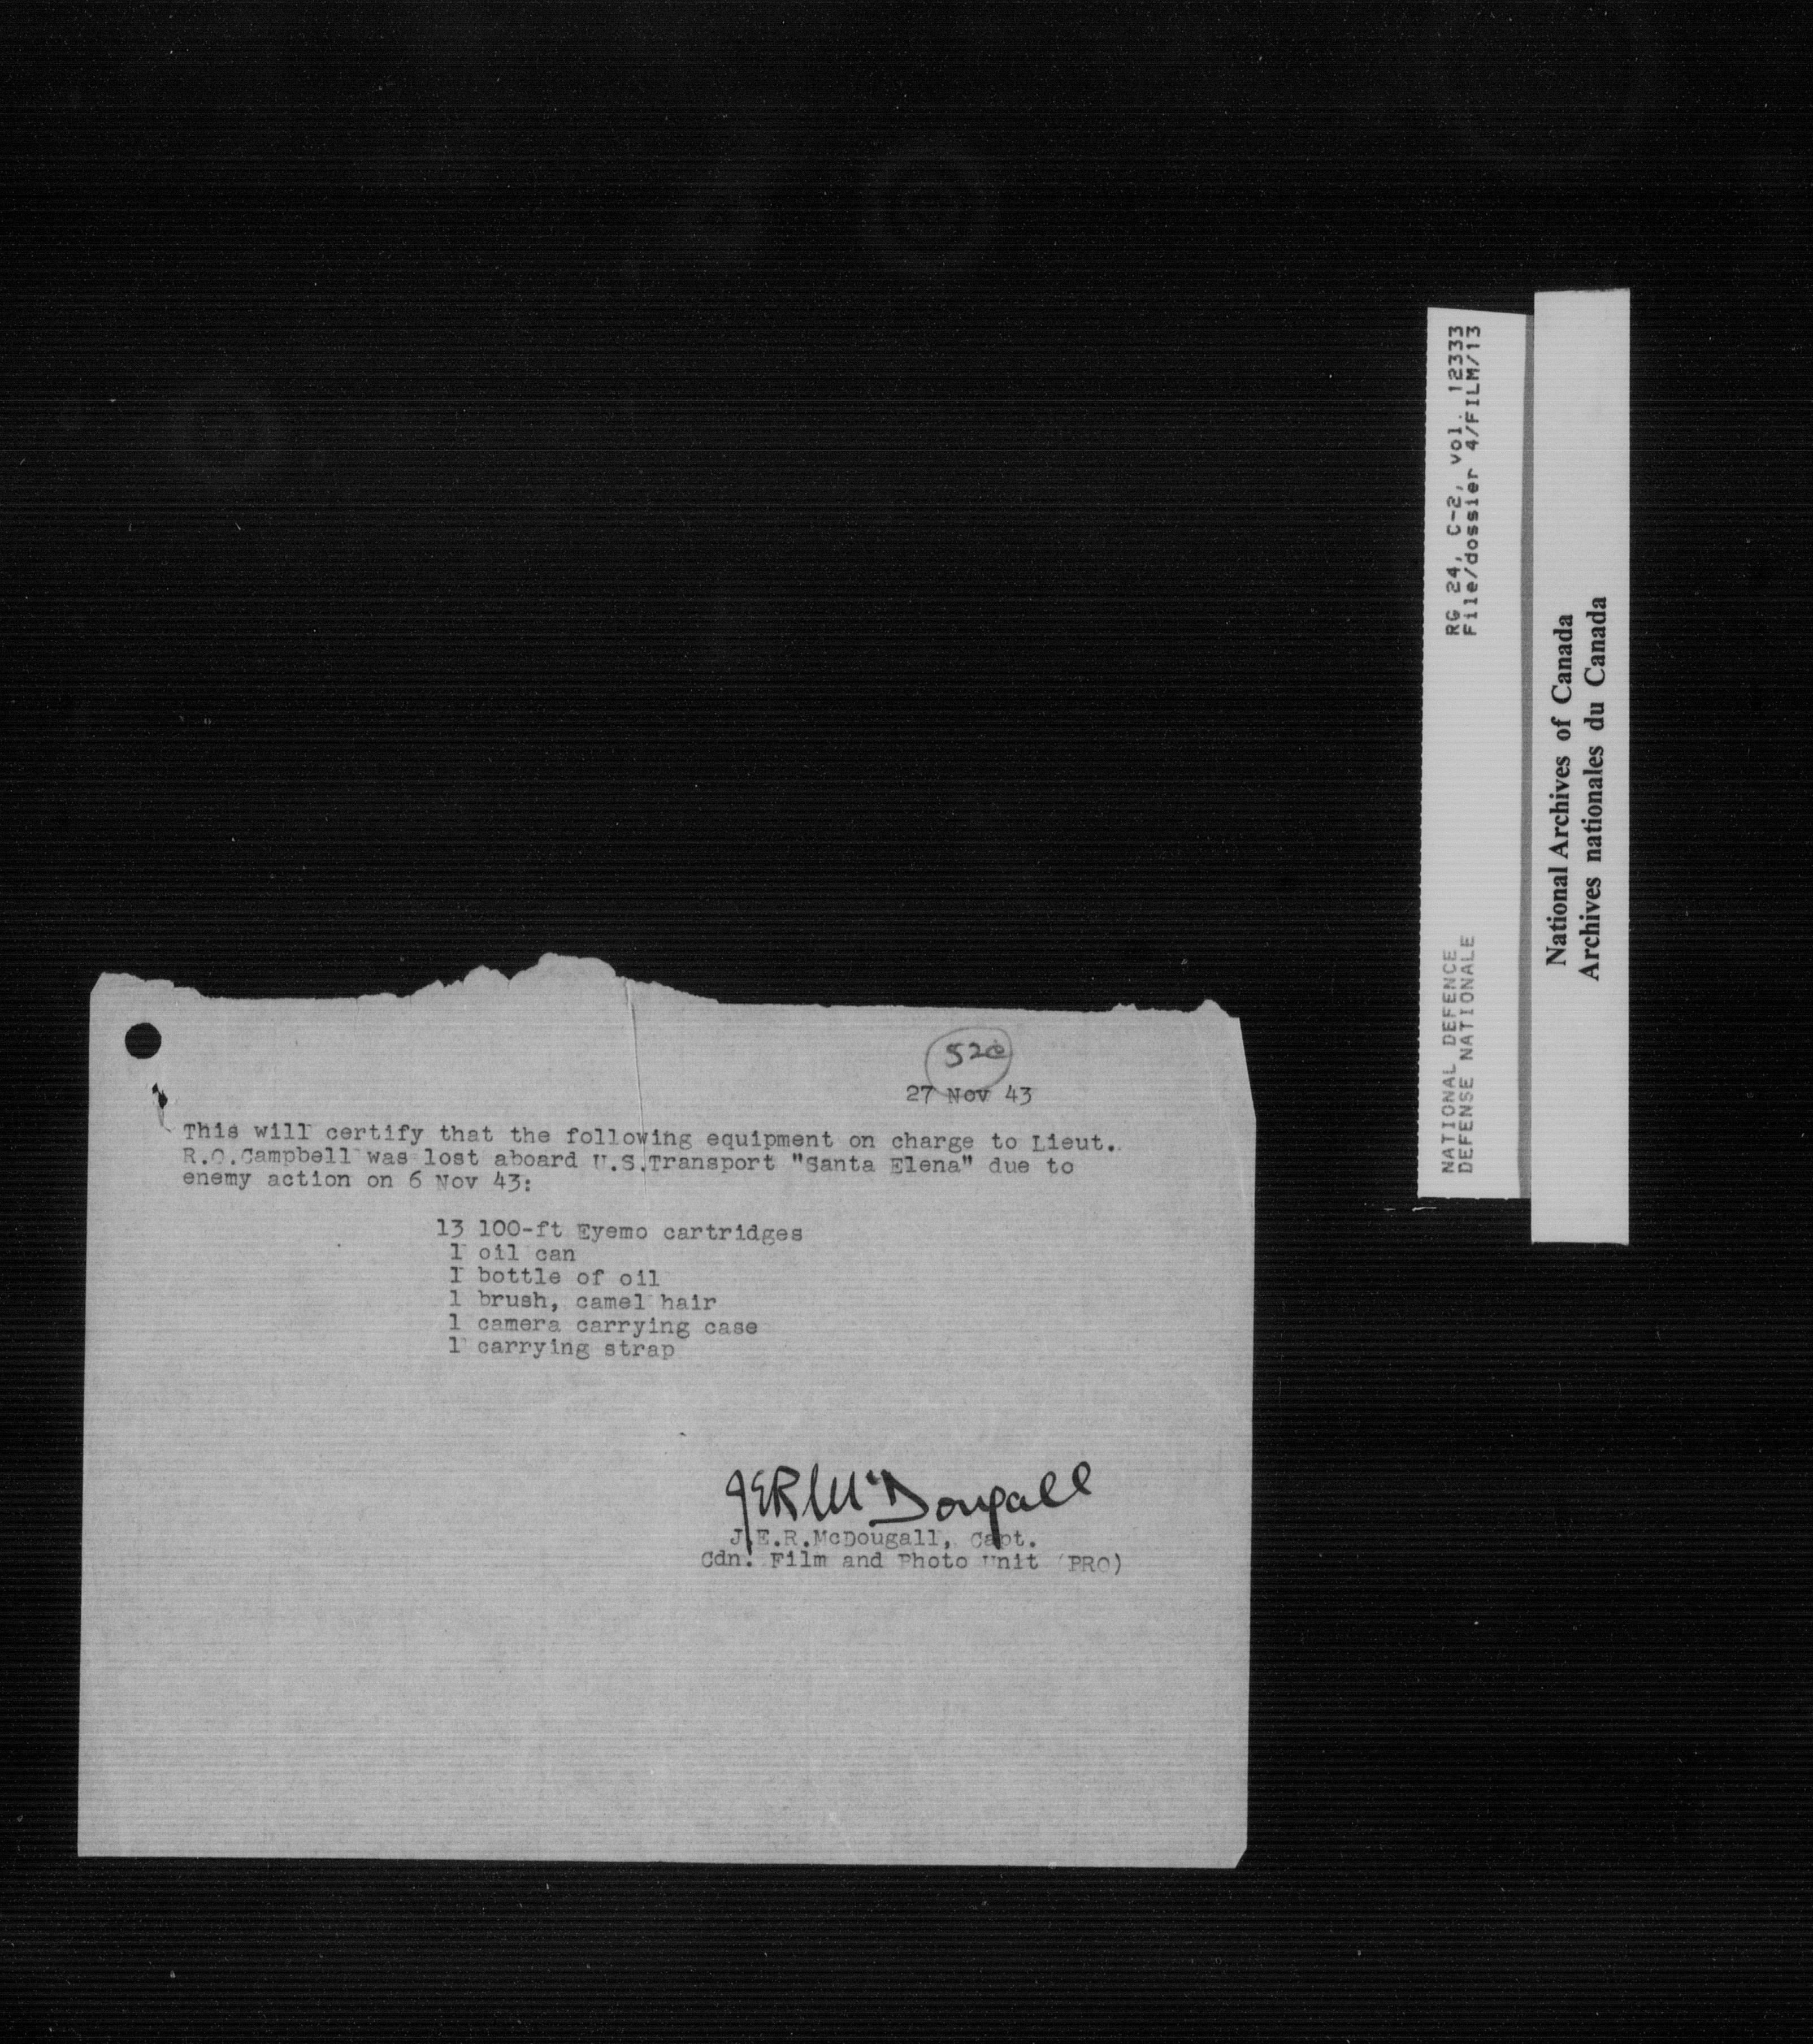 52c
27 Nov 43
This will certify that the following equipment on charge to Lieut.
R.O.Campbell was lost aboard U.S.Transport "Santa Elena" due to
enemy action on 6 Nov 43:
13 100-ft Eyemo cartridges
1 oil can
1 bottle of oil
1 brush, camel hair
1 camera carrying case
1 carrying strap
JERMcDougall
J.E.R.McDougall, Capt.
Cdn. Film and Photo Unit (PRO)
RG 24, C-2, vol. 12333
File/dossier 4/FILM/13
NATIONAL DEFENCE
DEFENSE NATIONALE
National Archives of Canada
Archives nationales du Canada